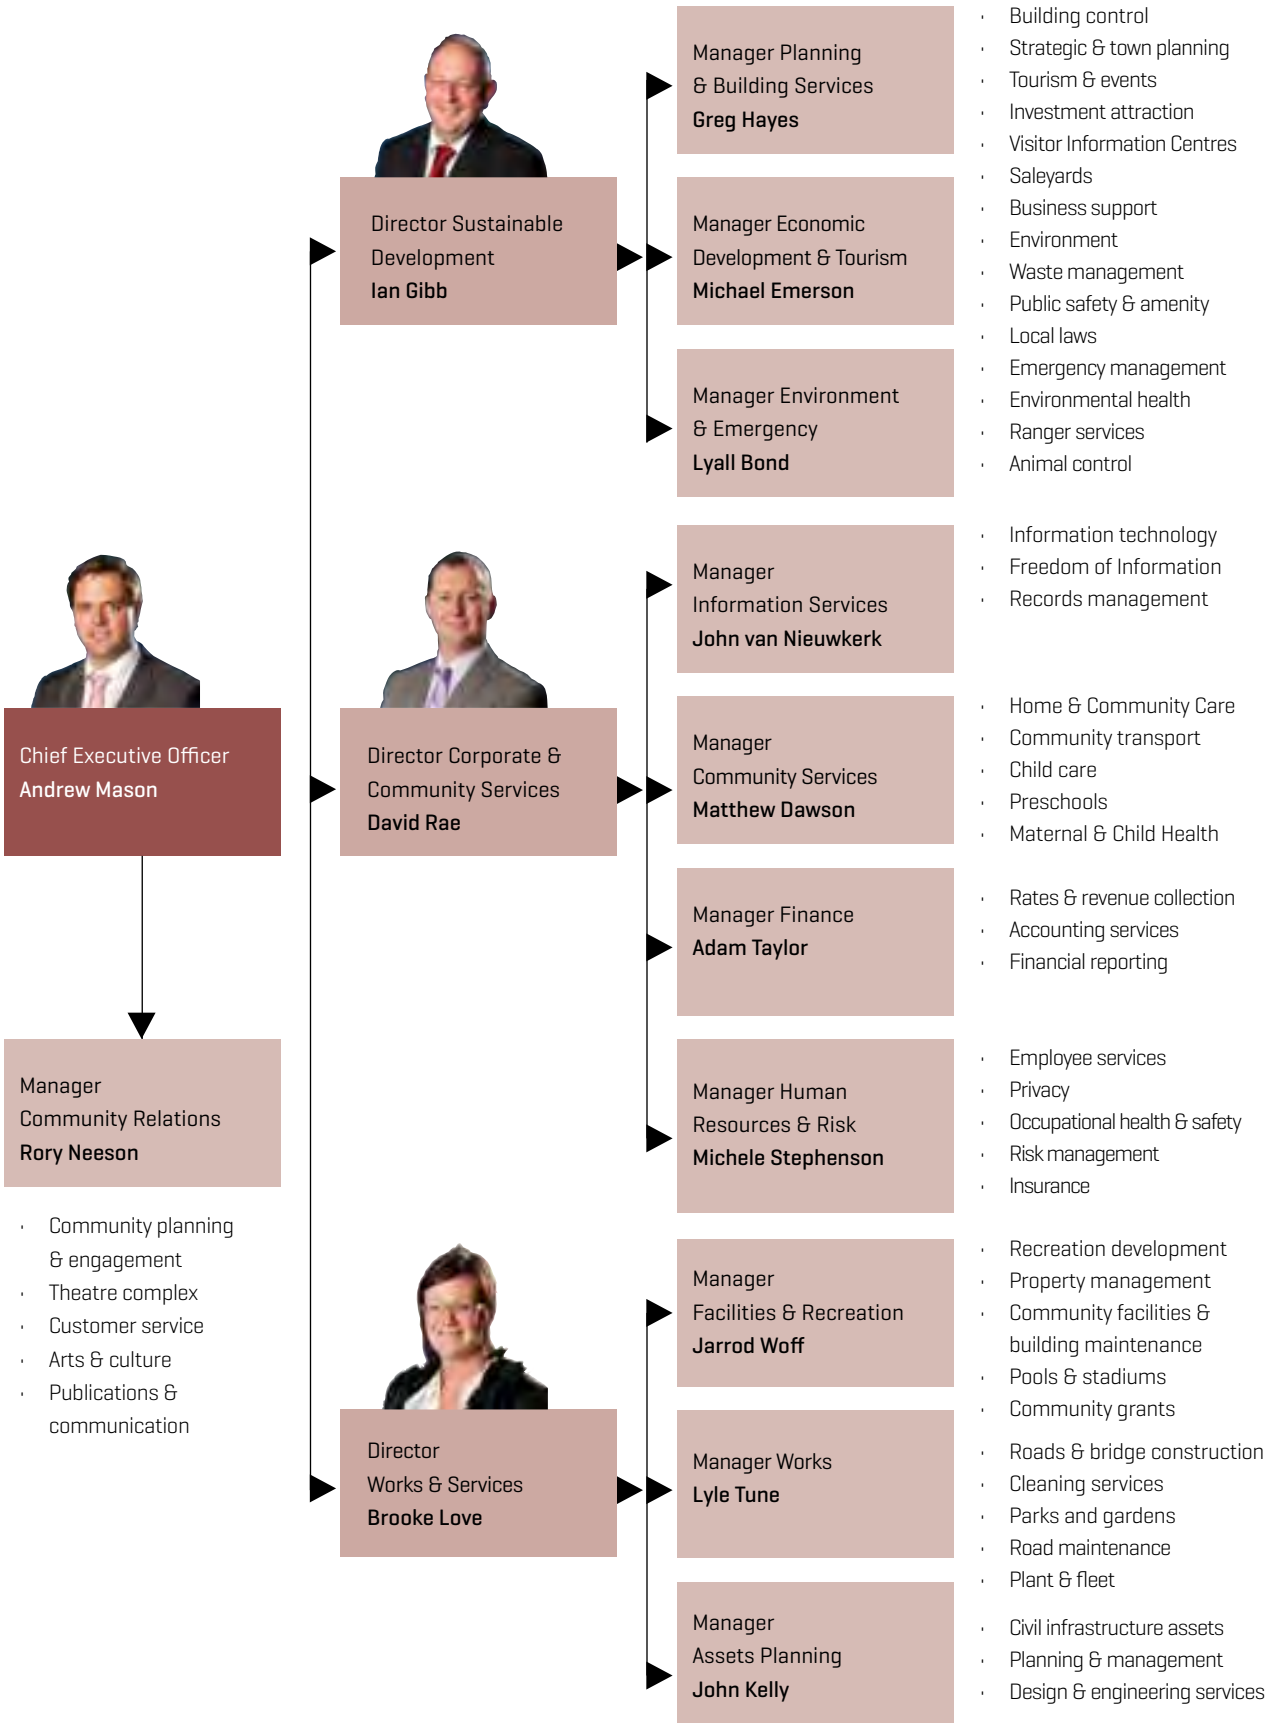 Chief Executive Officer
Andrew Mason
Manager
Community Relations
Rory Neeson
· Community planning
& engagement
· Theatre complex
· Customer service
· Arts & culture
· Publications &
communication
Director Sustainable
Development
Ian Gibb
Manager Planning
& Building Services
Greg Hayes
Manager Economic
Development & Tourism
Michael Emerson
Manager Environment
& Emergency
Lyall Bond
· Building control
· Strategic & town planning
· Tourism & events
· Investment attraction
· Visitor Information Centres
· Saleyards
· Business support
· Environment
· Waste management
· Public safety & amenity
· Local laws
· Emergency management
· Environmental health
· Ranger services
· Animal control
Director Corporate &
Community Services
David Rae
Manager
Information Services
John van Nieuwkerk
· Information technology
· Freedom of Information
· Records management
Manager
Community Services
Matthew Dawson
· Home & Community Care
· Community transport
· Child care
· Preschools
· Maternal & Child Health
Manager Finance
Adam Taylor
· Rates & revenue collection
· Accounting services
· Financial reporting
Manager Human
Resources & Risk
Michele Stephenson
· Employee services
· Privacy
· Occupational health & safety
· Risk management
· Insurance
Director
Works & Services
Brooke Love
Manager
Facilities & Recreation
Jarrod Woff
· Recreation development
· Property management
· Community facilities &
building maintenance
· Pools & stadiums
· Community grants
Manager Works
Lyle Tune
· Roads & bridge construction
· Cleaning services
· Parks and gardens
· Road maintenance
· Plant & fleet
Manager
Assets Planning
John Kelly
· Civil infrastructure assets
· Planning & management
· Design & engineering services